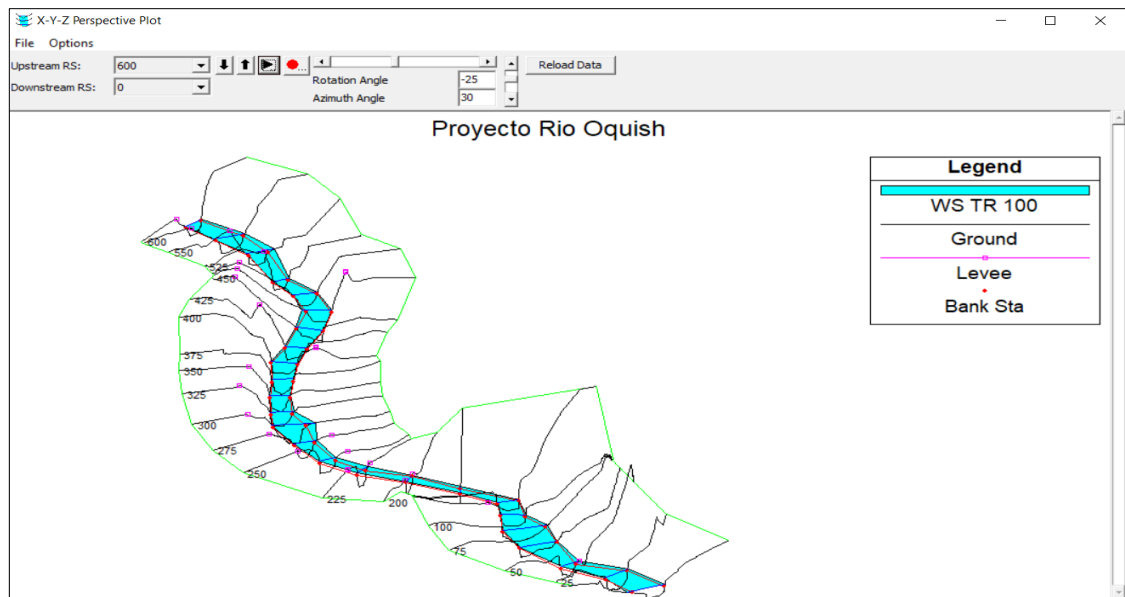 X-Y-Z Perspective Plot
File Options
Upstream RS: 600
Downstream RS: 0
...
Rotation Angle -25
Azimuth Angle 30
Reload Data
Proyecto Rio Oquish
Legend
WS TR 100
Ground
Levee
Bank Sta
600
550
525
450
425
400
375
350
325
300
275
250
225
200
100
75
50
25